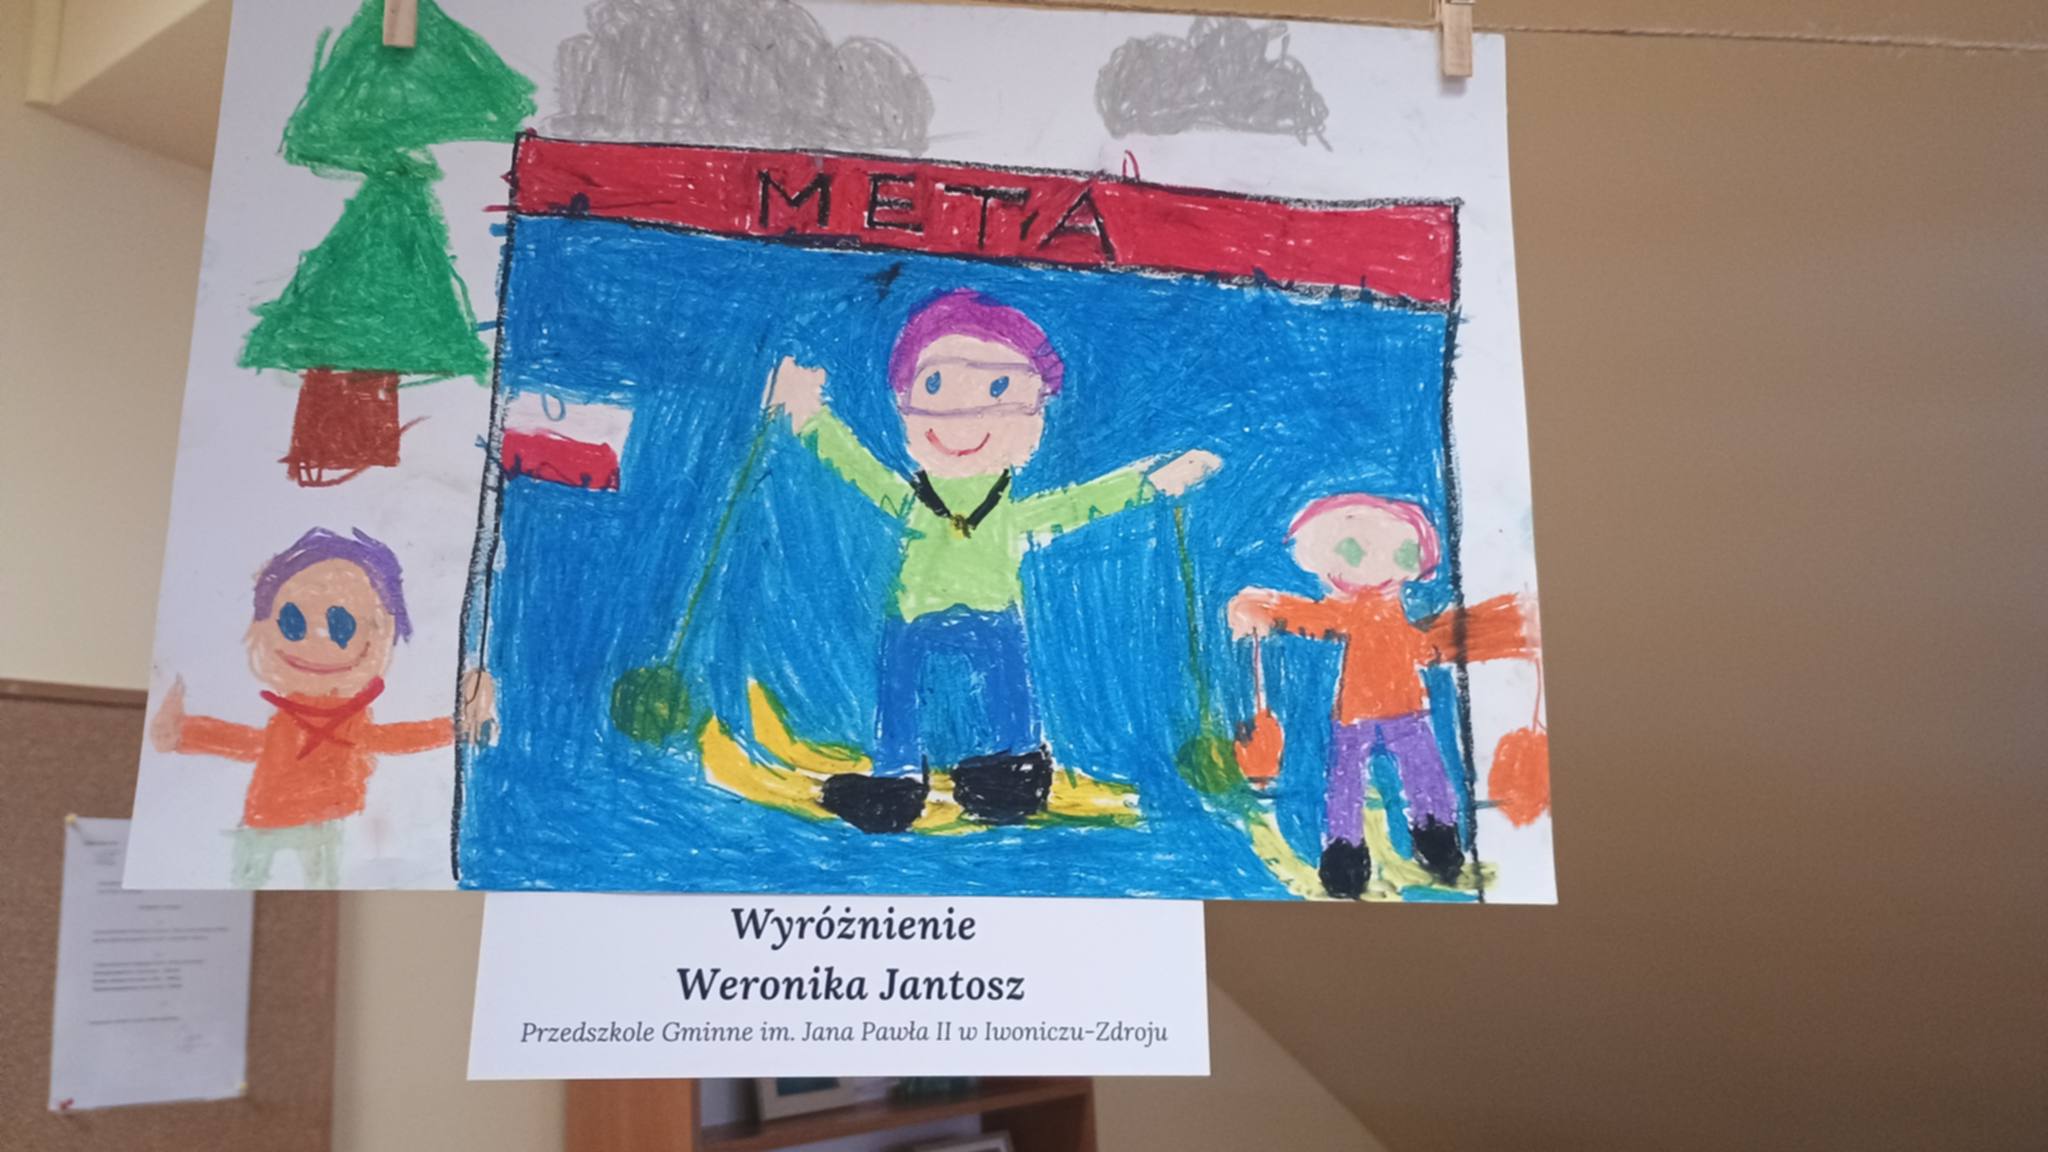 META
Wyróżnienie
Weronika Jantosz
Przedszkole Gminne im. Jana Pawła II w Iwoniczu-Zdroju